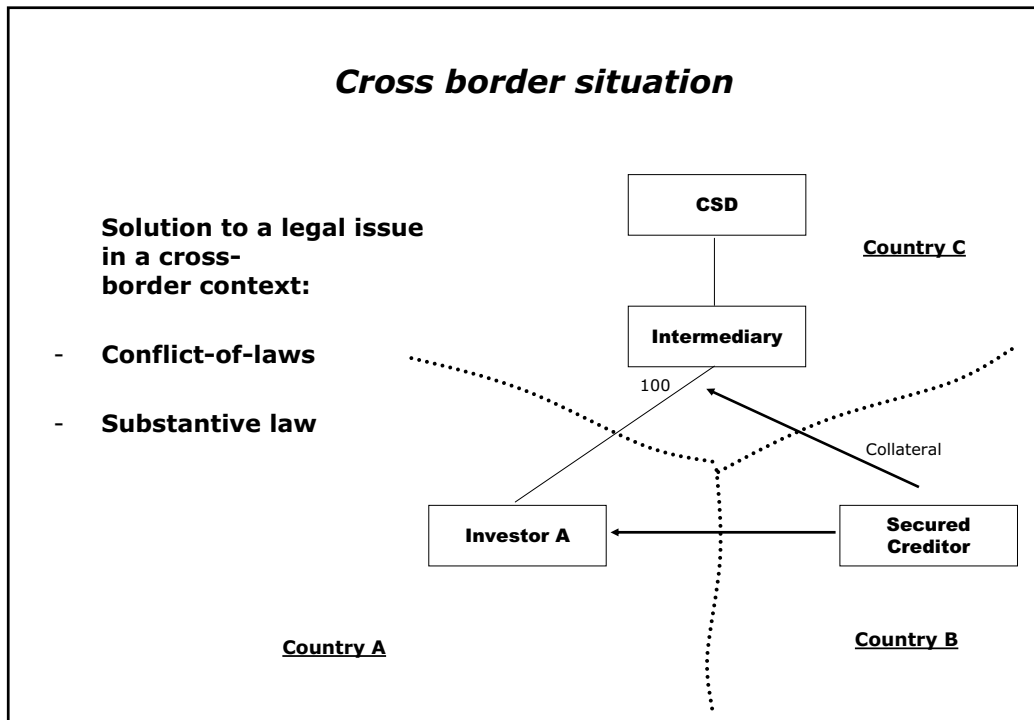 Cross border situation
Solution to a legal issue
in a cross-
border context:
- Conflict-of-laws
- Substantive law
CSD
Country C
Intermediary
100
Collateral
Investor A
Secured
Creditor
Country A
Country B